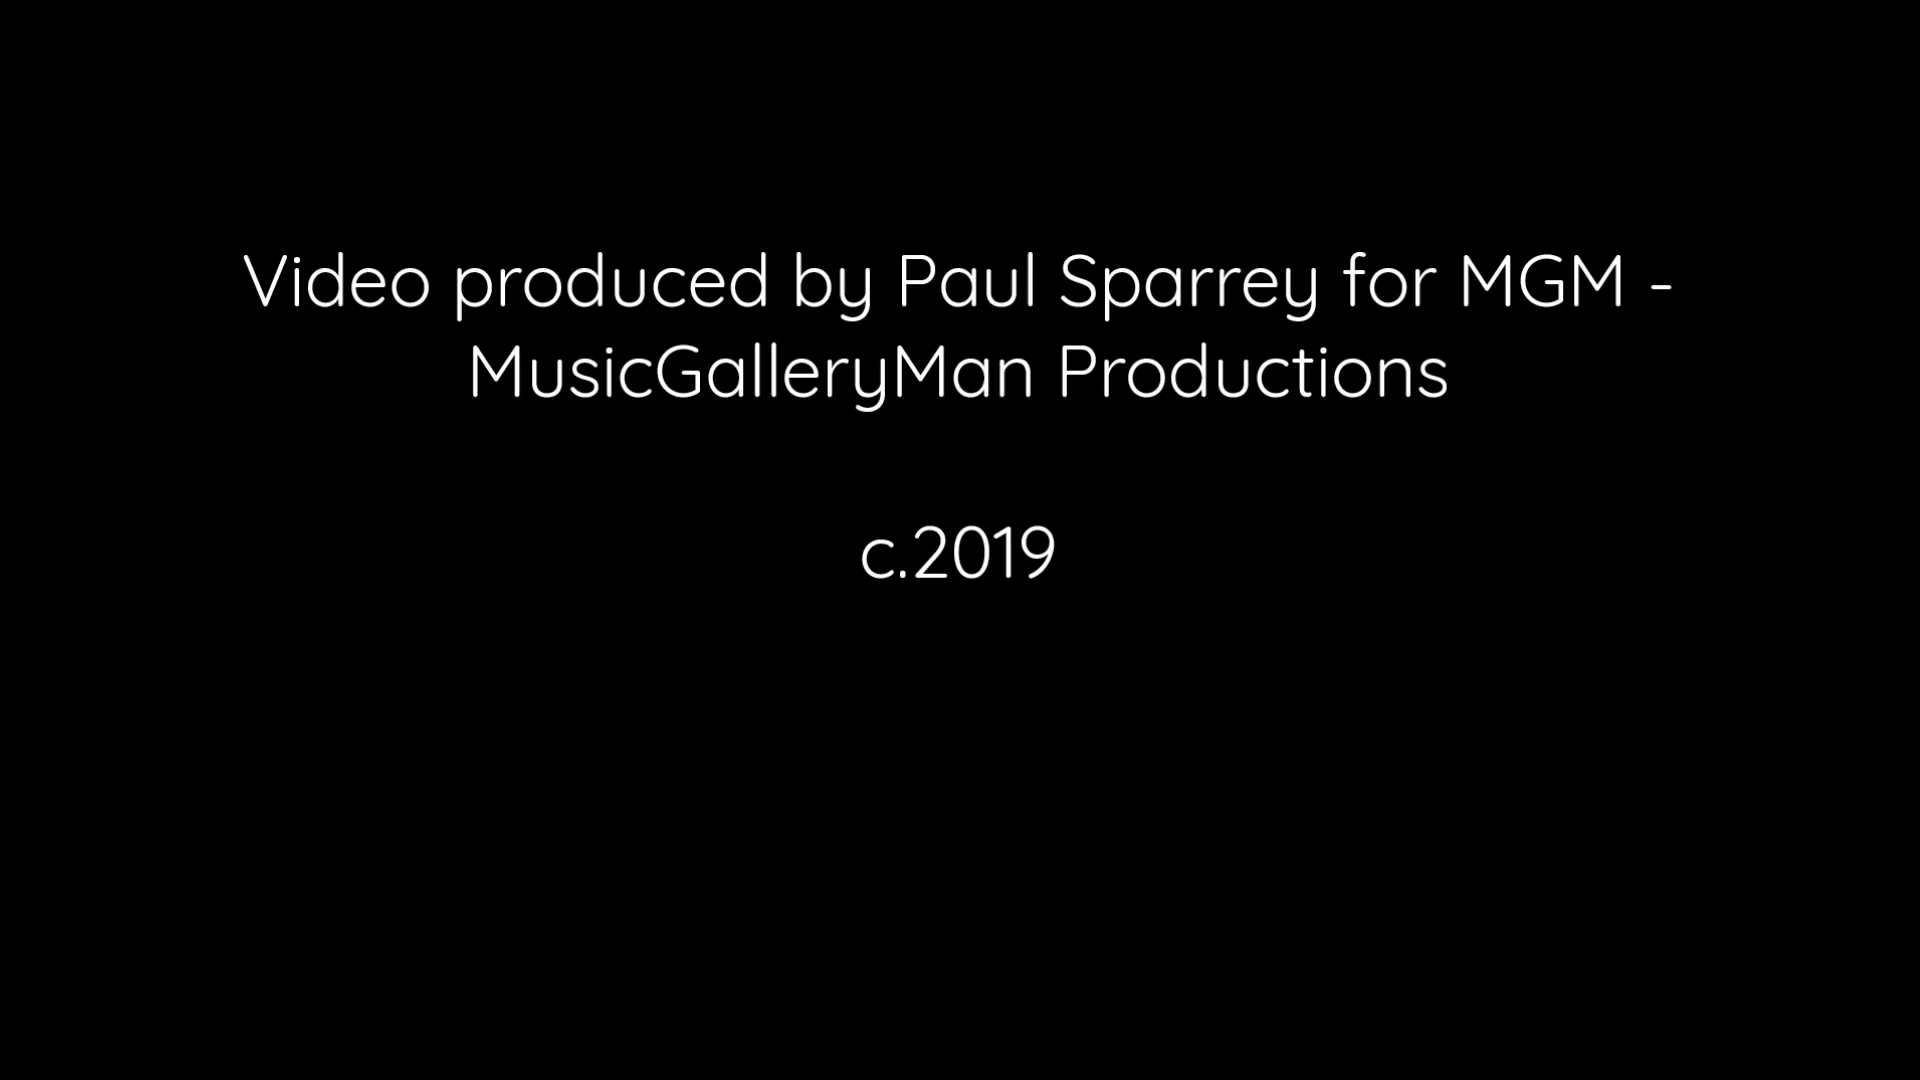 Video produced by Paul Sparrey for MGM -
MusicGalleryMan Productions
c.2019